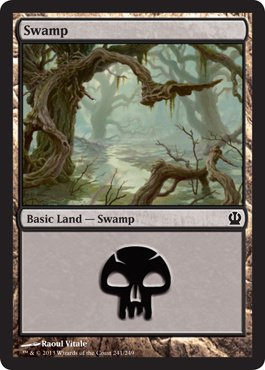 Swamp
Basic Land — Swamp
Raoul Vitale
™ & © 2013 Wizards of the Coast 241/249